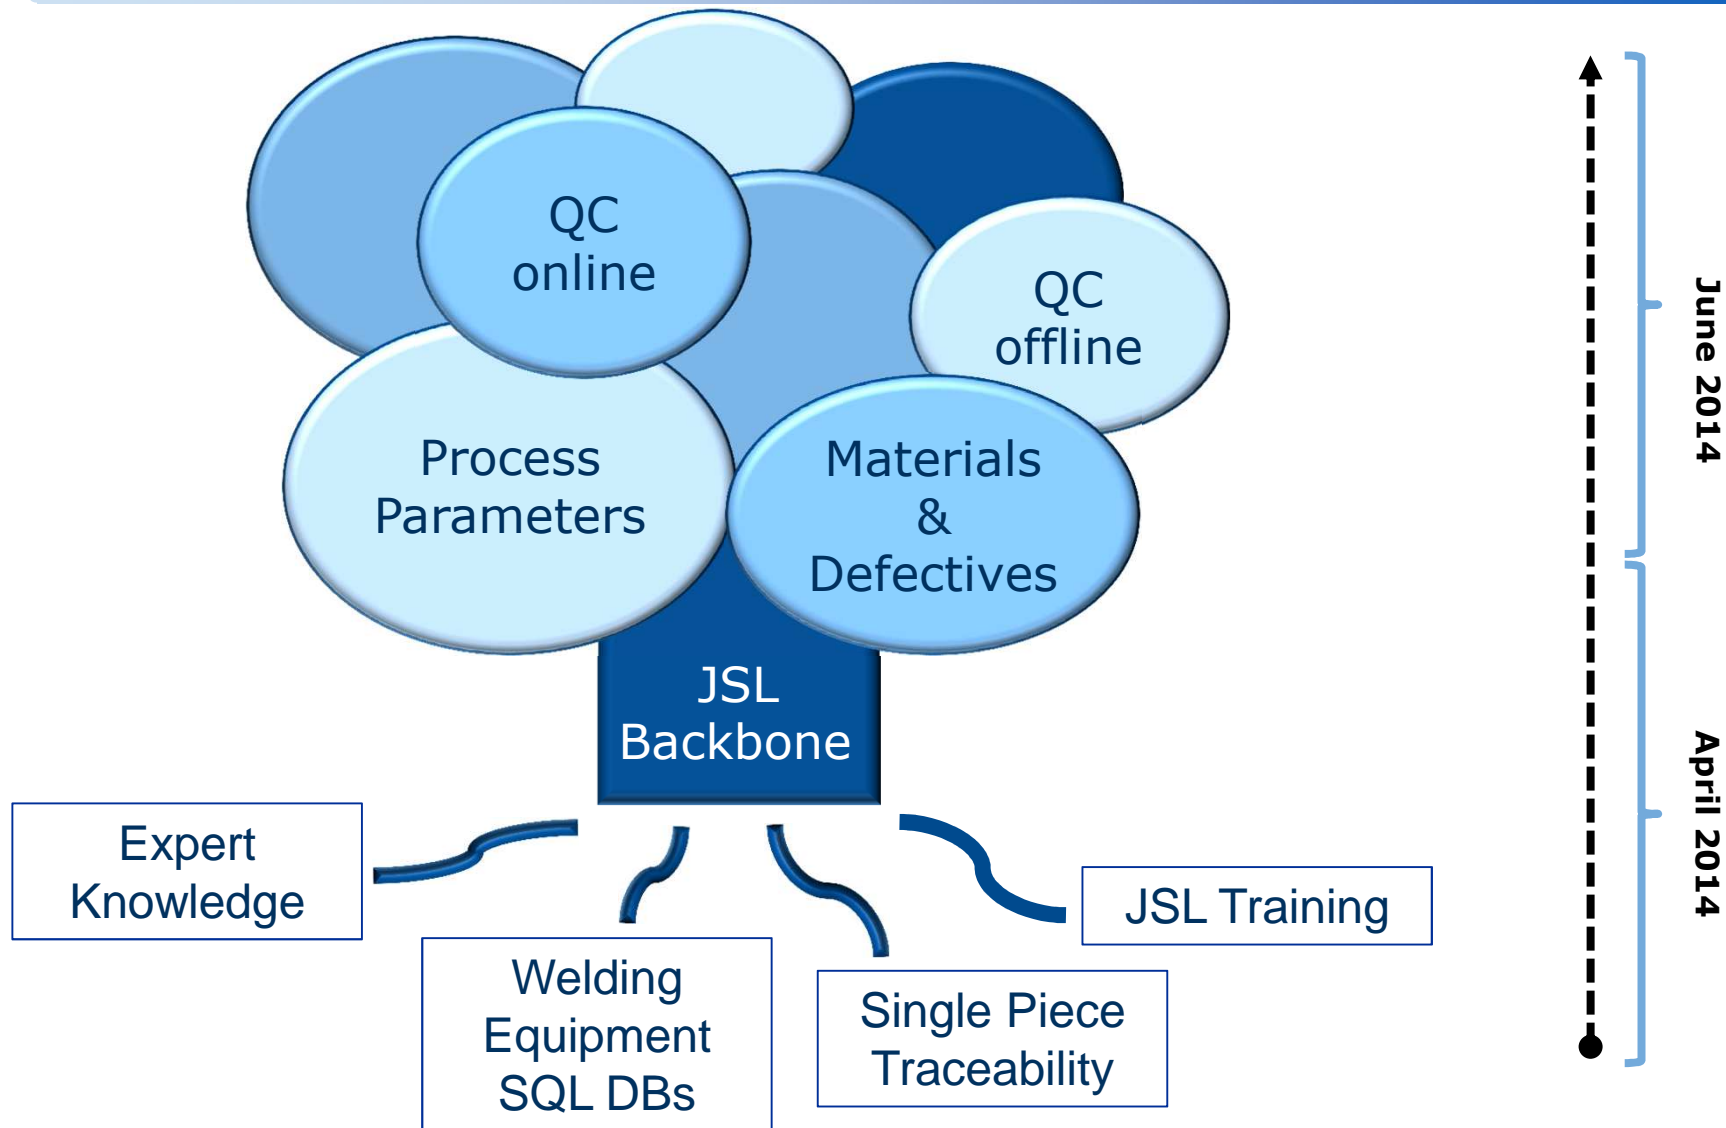 QC
online
QC
offline
Process
Parameters
Materials
&
Defectives
JSL
Backbone
Expert
Knowledge
Welding
Equipment
SQL DBs
Single Piece
Traceability
JSL Training
June 2014
April 2014